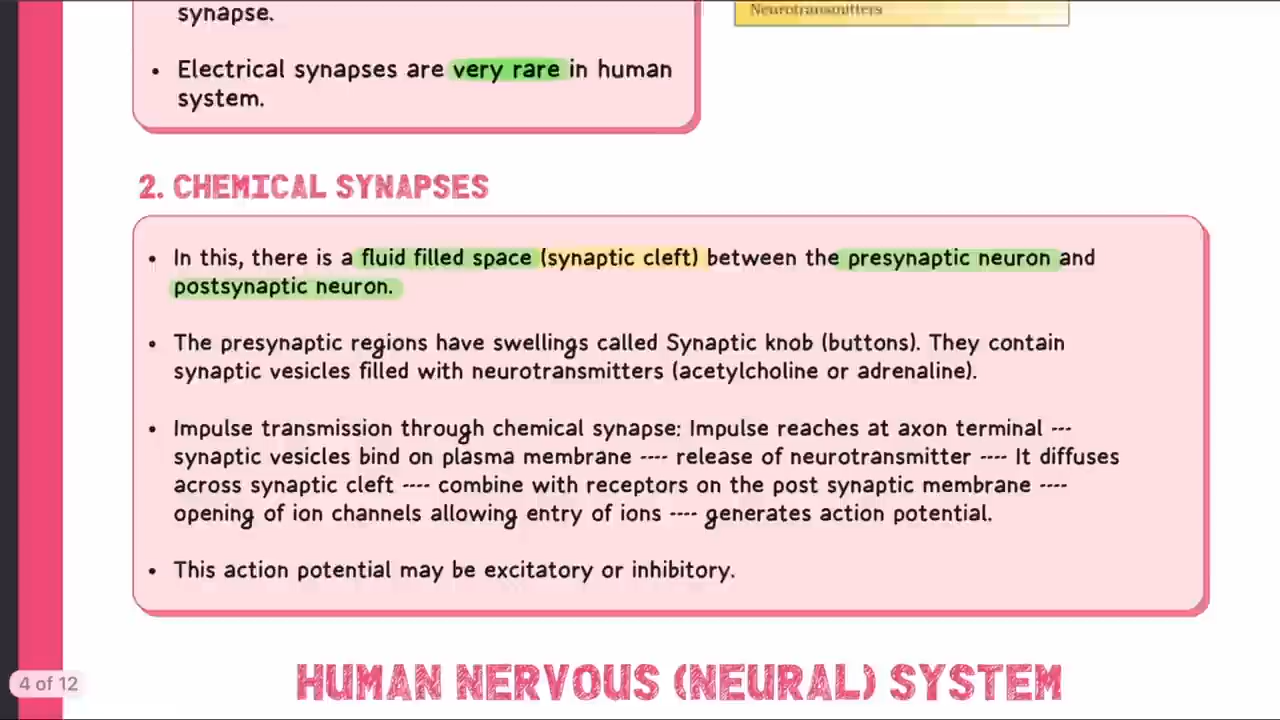 synapse.
Neurotransmitters
• Electrical synapses are very rare in human
system.
2. CHEMICAL SYNAPSES
• In this, there is a fluid filled space (synaptic cleft) between the presynaptic neuron and
postsynaptic neuron.
• The presynaptic regions have swellings called Synaptic knob (buttons). They contain
synaptic vesicles filled with neurotransmitters (acetylcholine or adrenaline).
• Impulse transmission through chemical synapse: Impulse reaches at axon terminal ---
synaptic vesicles bind on plasma membrane ---- release of neurotransmitter ---- It diffuses
across synaptic cleft ---- combine with receptors on the post synaptic membrane ----
opening of ion channels allowing entry of ions ---- generates action potential.
• This action potential may be excitatory or inhibitory.
HUMAN NERVOUS (NEURAL) SYSTEM
4 of 12